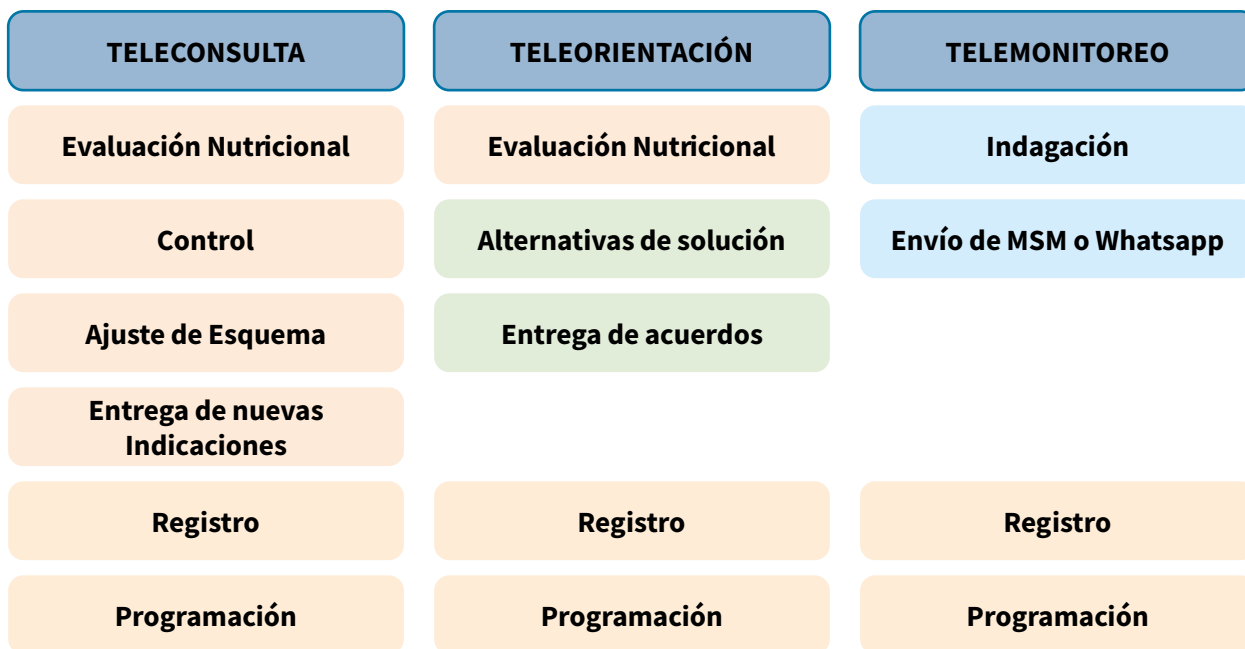 TELECONSULTA
TELEORIENTACIÓN
TELEMONITOREO
Evaluación Nutricional
Evaluación Nutricional
Indagación
Control
Alternativas de solución
Envío de MSM o Whatsapp
Ajuste de Esquema
Entrega de acuerdos
Entrega de nuevas
Indicaciones
Registro
Registro
Registro
Programación
Programación
Programación